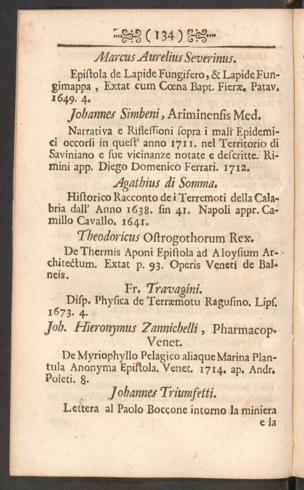 ( 134 )
Marcus Aurelius Severinus.
Epistola de Lapide Fungifero, & Lapide Fun-
gimappa, Extat cum Cœna Bapt. Fieræ. Patav.
1649. 4.
Johannes Simbeni, Ariminensis Med.
Narrativa e Riflessioni sopra i mali Epidemi-
ci occorsi in quest' anno 1711. nel Territorio di
Saviniano e sue vicinanze notate e descritte. Ri-
mini app. Diego Domenico Ferrari. 1712.
Agathius di Somma.
Historico Racconto de i Terremoti della Cala-
bria dall' Anno 1638. fin 41. Napoli appr. Ca-
millo Cavallo. 1641.
Theodoricus Ostrogothorum Rex.
De Thermis Aponi Epistola ad Aloysium Ar-
chitectum. Extat p. 93. Operis Veneti de Bal-
neis.
Fr. Travagini.
Disp. Physica de Terræmotu Ragusino. Lips.
1673. 4.
Joh. Hieronymus Zannichelli, Pharmacop.
Venet.
De Myriophyllo Pelagico aliaque Marina Plan-
tula Anonyma Epistola. Venet. 1714. ap. Andr.
Poleti. 8.
Johannes Triumfetti.
Lettera al Paolo Boccone intorno la miniera
e la